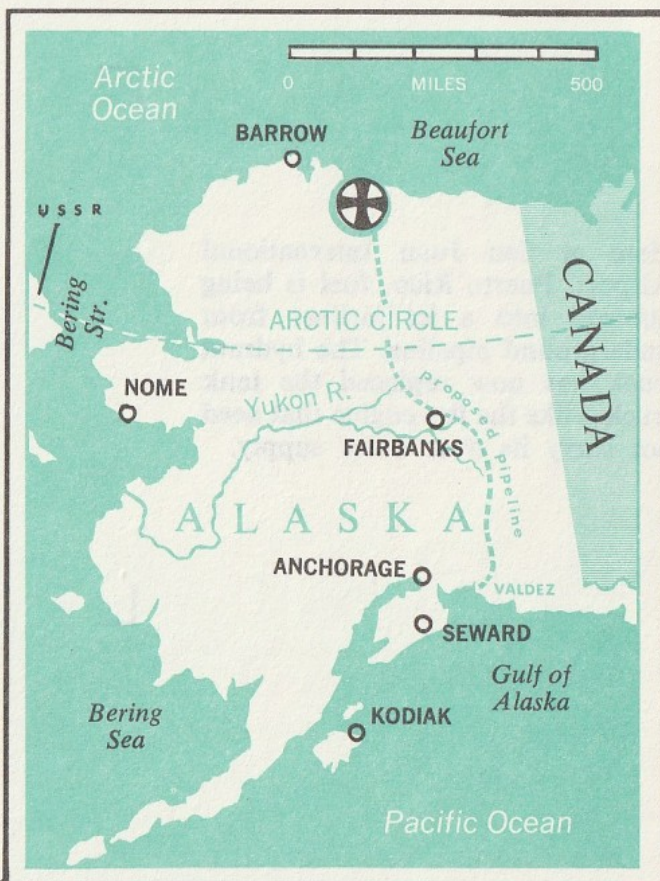 Arctic
Ocean
0 MILES 500
BARROW
Beaufort
Sea
USSR
Bering
Str.
ARCTIC CIRCLE
CANADA
NOME
Yukon R.
Proposed Pipeline
FAIRBANKS
ALASKA
ANCHORAGE
VALDEZ
SEWARD
Gulf of
Alaska
Bering
Sea
KODIAK
Pacific Ocean